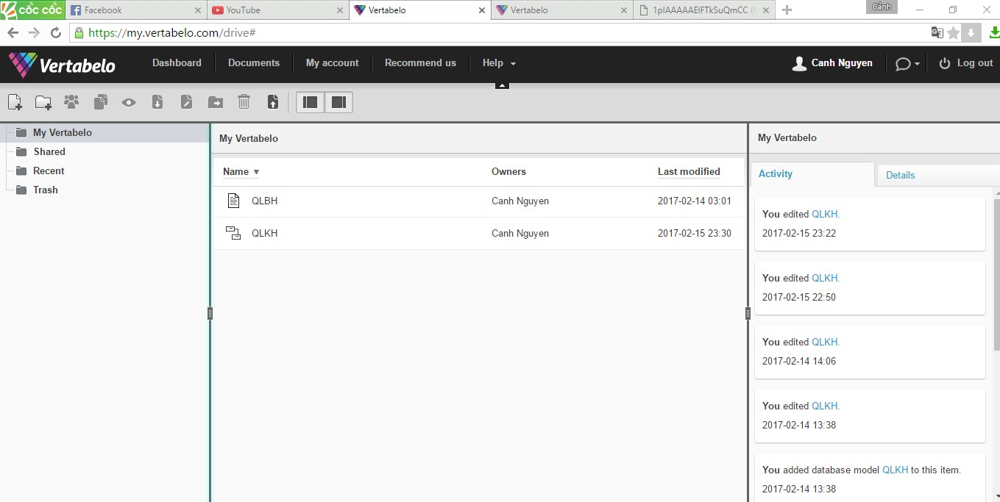 cốc cốc
Facebook
YouTube
Vertabelo
Vertabelo
1pIAAAAAEIFTkSuQmCC
Cảnh
https://my.vertabelo.com/drive#
Vertabelo
Dashboard
Documents
My account
Recommend us
Help
Canh Nguyen
Log out
My Vertabelo
Shared
Recent
Trash
My Vertabelo
Name Owners Last modified
QLBH Canh Nguyen 2017-02-14 03:01
QLKH Canh Nguyen 2017-02-15 23:30
My Vertabelo
Activity
Details
You edited QLKH.
2017-02-15 23:22
You edited QLKH.
2017-02-15 22:50
You edited QLKH.
2017-02-14 14:06
You edited QLKH.
2017-02-14 13:38
You added database model QLKH to this item.
2017-02-14 13:38